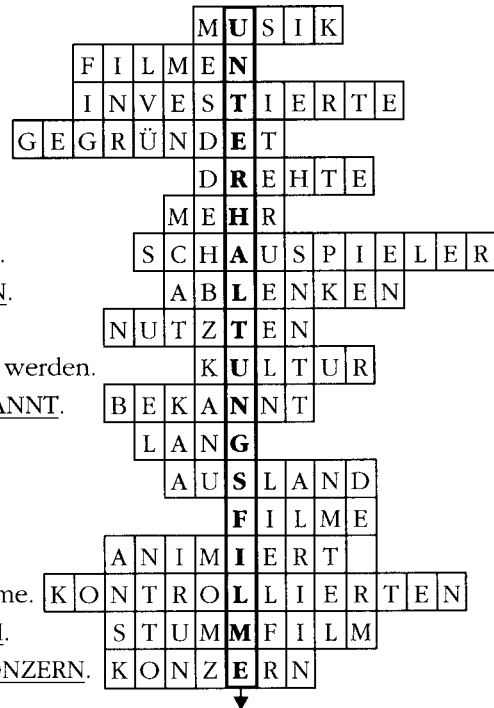 MUSIK
FILMEN
INVESTIERTE
GEGRÜNDET
DREHTE
MEHR
. SCHAUSPIELER
N. ABLENKEN
NUTZTEN
werden. KULTUR
ANNT. BEKANNT
LANG
AUSLAND
FILME
ANIMIERT
me. KONTROLLIERTEN
M. STUMMFILM
ONZERN. KONZERN